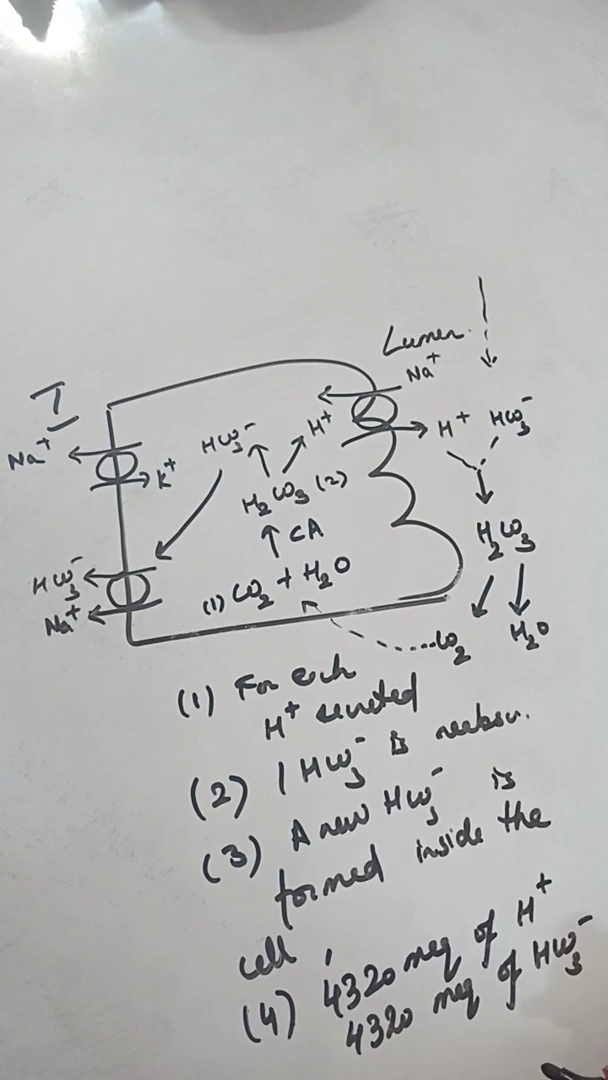 Lumen
I
Na⁺
Na⁺
K⁺
HCO₃⁻
H⁺
H⁺
HCO₃⁻
H₂CO₃ (2)
H₂CO₃
↑ CA
HCO₃⁻
Na⁺
(1) CO₂ + H₂O
CO₂
H₂O
(1) For each
H⁺ secreted
(2) 1 HCO₃⁻ is reabsn.
(3) A new HCO₃⁻ is
formed inside the
cell,
(4) 4320 meq of H⁺
4320 meq of HCO₃⁻